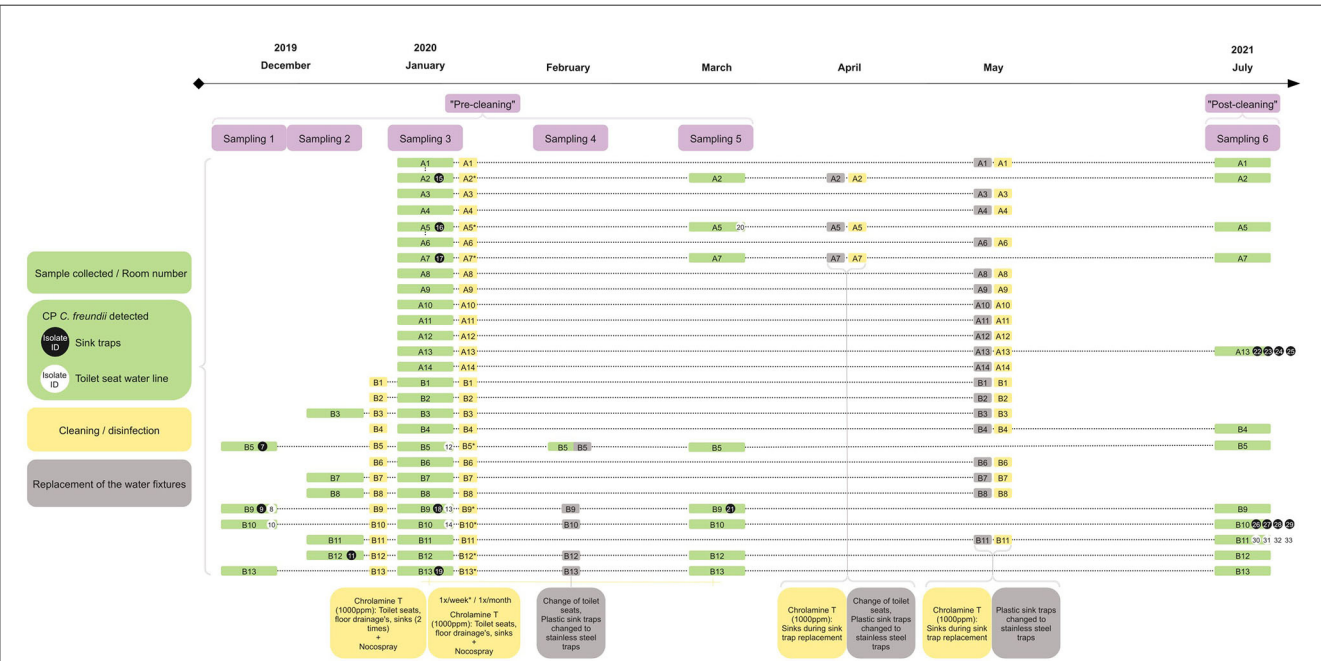 2019
December
2020
January
February
March
April
May
2021
July
"Pre-cleaning"
"Post-cleaning"
Sampling 1
Sampling 2
Sampling 3
Sampling 4
Sampling 5
Sampling 6
A1 A1 A1 A1 A1
A2 15 A2* A2 A2 A2 A2
A3 A3 A3 A3
A4 A4 A4 A4
A5 16 A5* A5 20 A5 A5 A5
A6 A6 A6 A6
A7 17 A7* A7 A7 A7 A7
A8 A8 A8 A8
A9 A9 A9 A9
A10 A10 A10 A10
A11 A11 A11 A11
A12 A12 A12 A12
A13 A13 A13 A13 A13 22 23 24 25
A14 A14 A14 A14
B1 B1 B1 B1 B1
B2 B2 B2 B2 B2
B3 B3 B3 B3 B3 B3
B4 B4 B4 B4 B4 B4
B5 7 B5 B5 12 B5* B5 B5 B5 B5
B6 B6 B6 B6 B6
B7 B7 B7 B7 B7 B7
B8 B8 B8 B8 B8 B8
B9 9 8 B9 B9 18 13 B9* B9 B9 21 B9
B10 10 B10 B10 14 B10* B10 B10 B10 26 27 28 29
B11 B11 B11 B11 B11 B11 B11 30 31 32 33
B12 11 B12 B12 B12* B12 B12 B12
B13 B13 B13 19 B13* B13 B13 B13
Sample collected / Room number
CP C. freundii detected
Isolate
ID
Sink traps
Isolate
ID
Toilet seat water line
Cleaning / disinfection
Replacement of the water fixtures
Chrolamine T
(1000ppm): Toilet seats,
floor drainage's, sinks (2
times)
+
Nocospray
1x/week* / 1x/month
Chrolamine T
(1000ppm): Toilet seats,
floor drainage's, sinks
+
Nocospray
Change of toilet
seats,
Plastic sink traps
changed to
stainless steel
traps
Chrolamine T
(1000ppm):
Sinks during sink
trap replacement
Change of toilet
seats,
Plastic sink traps
changed to
stainless steel
traps
Chrolamine T
(1000ppm):
Sinks during sink
trap replacement
Plastic sink traps
changed to
stainless steel
traps